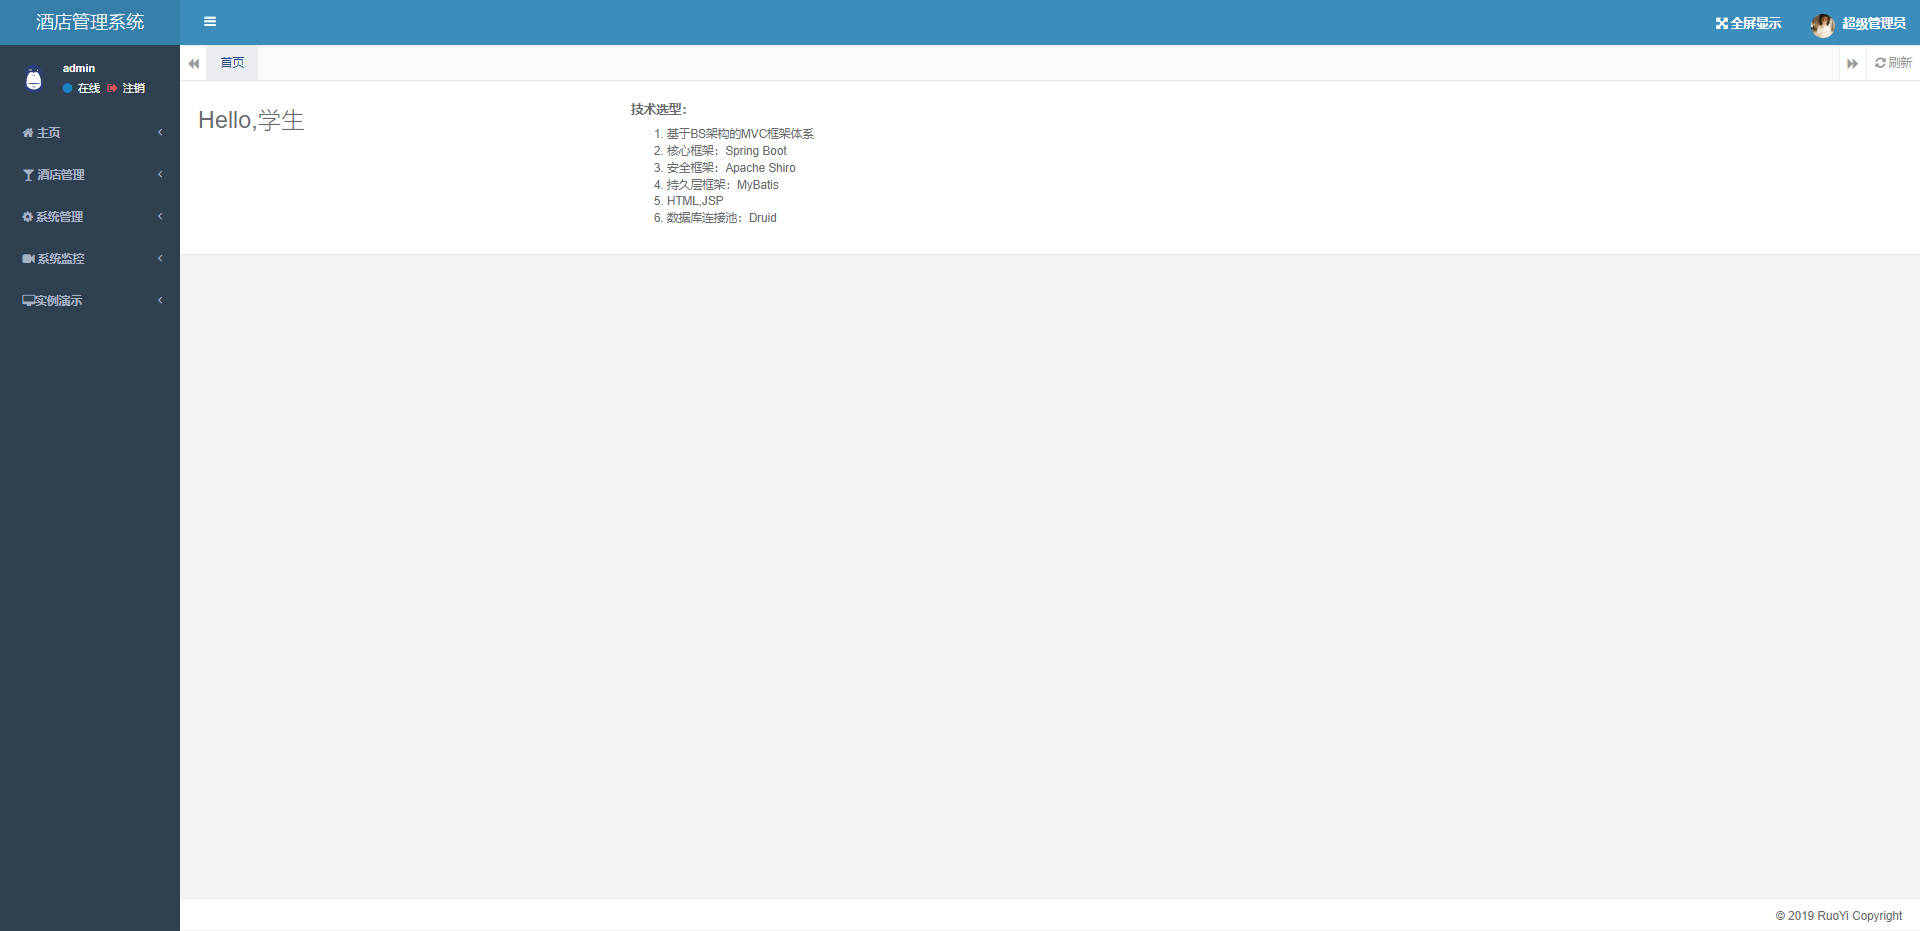 酒店管理系统
全屏显示
超级管理员
admin
在线 注销
首页
刷新
主页
酒店管理
系统管理
系统监控
实例演示
Hello,学生
技术选型：
1. 基于BS架构的MVC框架体系
2. 核心框架：Spring Boot
3. 安全框架：Apache Shiro
4. 持久层框架：MyBatis
5. HTML,JSP
6. 数据库连接池：Druid
© 2019 RuoYi Copyright